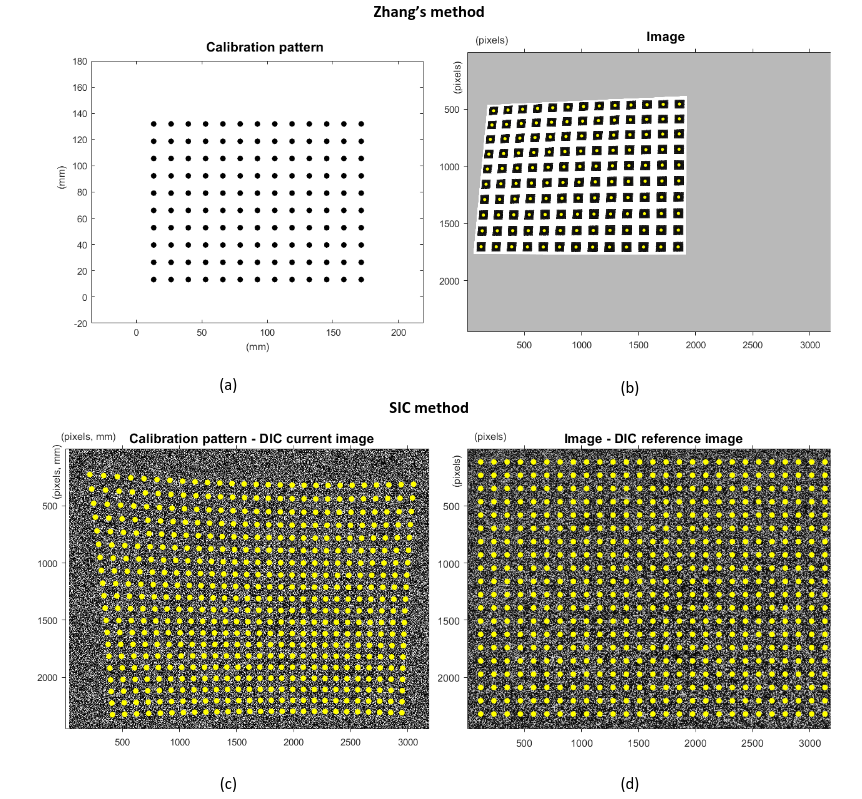 Zhang's method
Calibration pattern
180
160
140
120
100
80
60
40
20
0
-20
(mm)
0 50 100 150 200
(mm)
(a)
(pixels) Image
(pixels)
500
1000
1500
2000
500 1000 1500 2000 2500 3000
(b)
SIC method
(pixels, mm) Calibration pattern - DIC current image
(pixels, mm)
500
1000
1500
2000
500 1000 1500 2000 2500 3000
(c)
(pixels) Image - DIC reference image
(pixels)
500
1000
1500
2000
500 1000 1500 2000 2500 3000
(d)